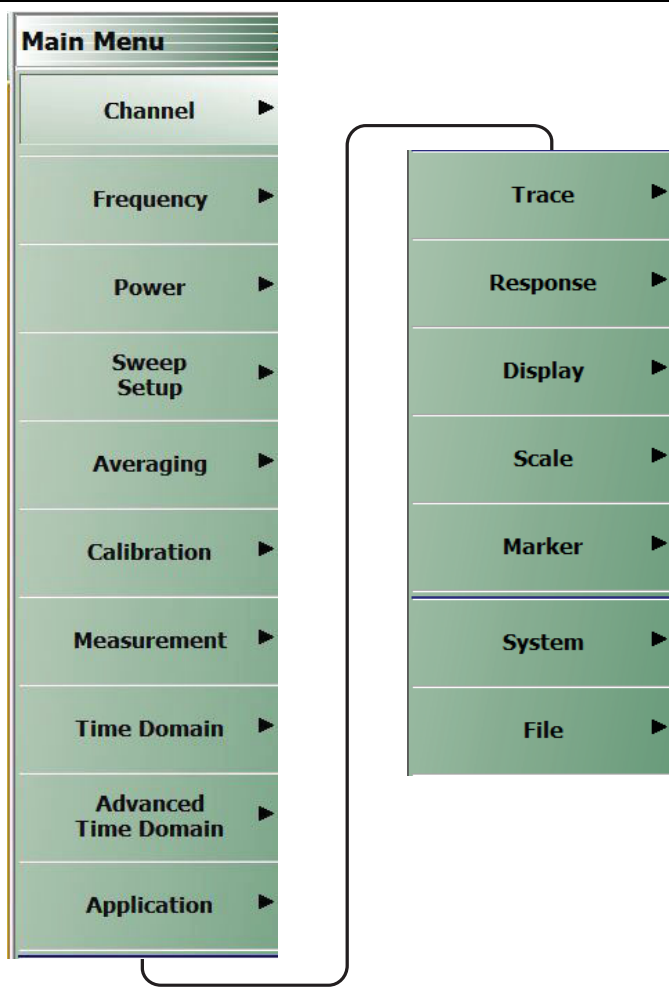 Main Menu
Channel
Frequency
Power
Sweep
Setup
Averaging
Calibration
Measurement
Time Domain
Advanced
Time Domain
Application
Trace
Response
Display
Scale
Marker
System
File